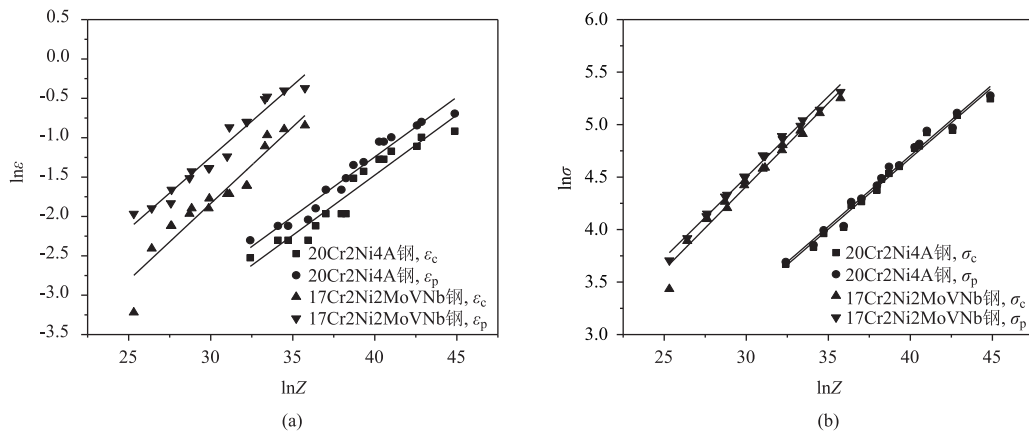 0.5
0.0
-0.5
-1.0
-1.5
-2.0
-2.5
-3.0
-3.5
lnε
20Cr2Ni4A钢, εc
20Cr2Ni4A钢, εp
17Cr2Ni2MoVNb钢, εc
17Cr2Ni2MoVNb钢, εp
25 30 35 40 45
lnZ
(a)
6.0
5.5
5.0
4.5
4.0
3.5
3.0
lnσ
20Cr2Ni4A钢, σc
20Cr2Ni4A钢, σp
17Cr2Ni2MoVNb钢, σc
17Cr2Ni2MoVNb钢, σp
25 30 35 40 45
lnZ
(b)